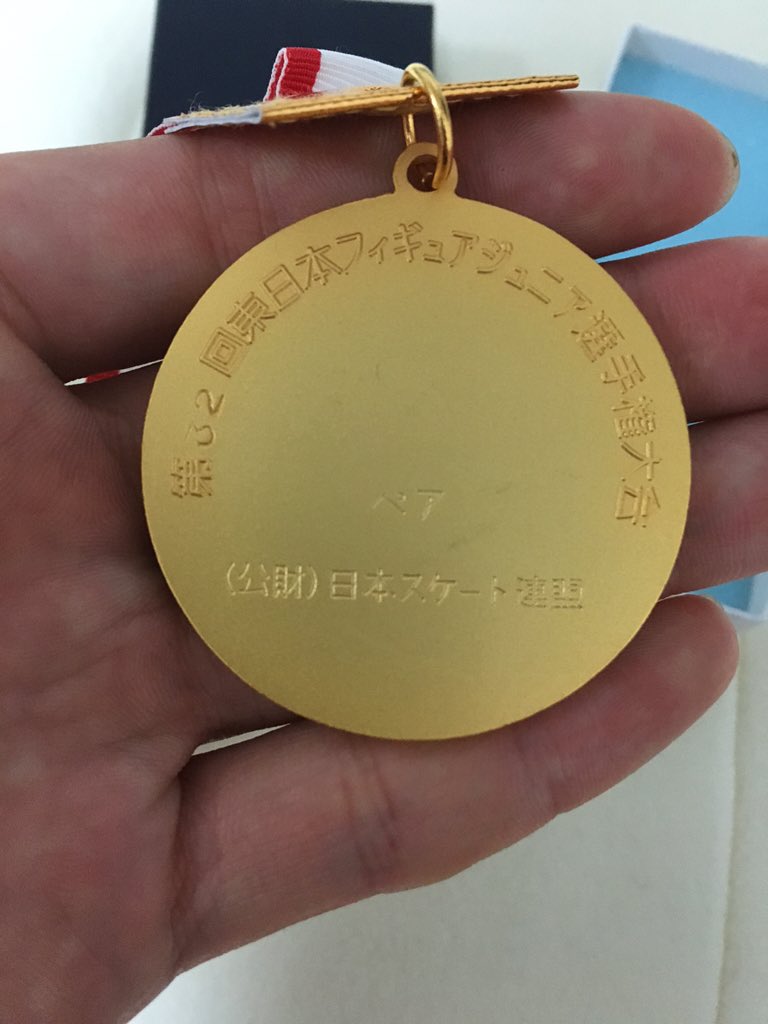 第32回東日本フィギュアジュニア選手権大会
ペア
(公財)日本スケート連盟